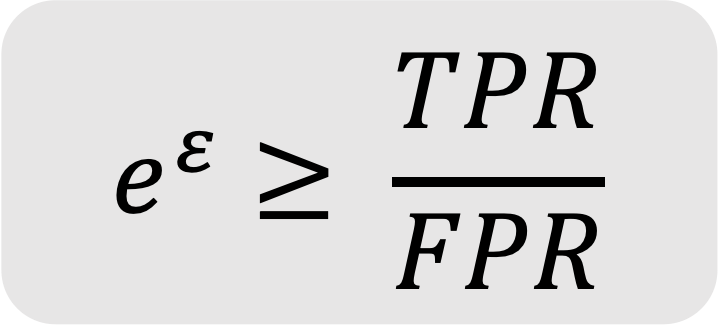 e^ε ≥ TPR / FPR